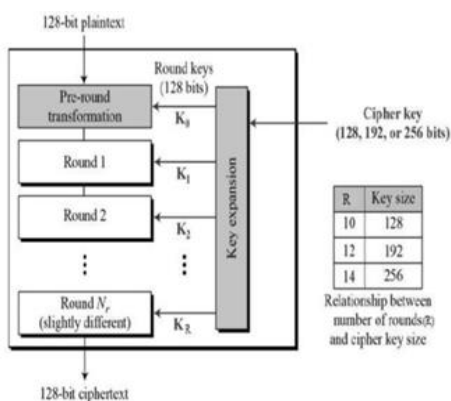 128-bit plaintext
Round keys
(128 bits)
Pre-round
transformation
K₀
Cipher key
(128, 192, or 256 bits)
Round 1
K₁
Key expansion
Round 2
K₂
R Key size
10 128
12 192
14 256
Round Nᵣ
(slightly different)
K_R
Relationship between
number of rounds(R)
and cipher key size
128-bit ciphertext